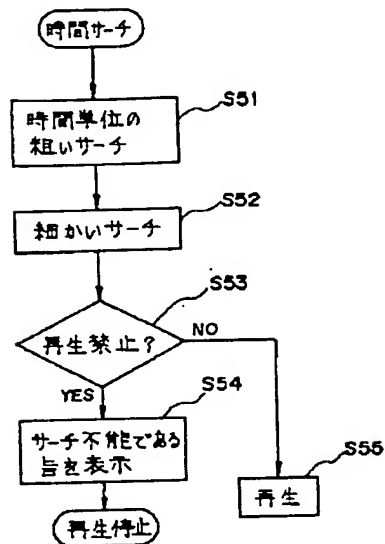 時間サーチ
S51
時間単位の
粗いサーチ
S52
細かいサーチ
S53
再生禁止?
NO
YES
S54
サーチ不能である
旨を表示
S55
再生
再生停止